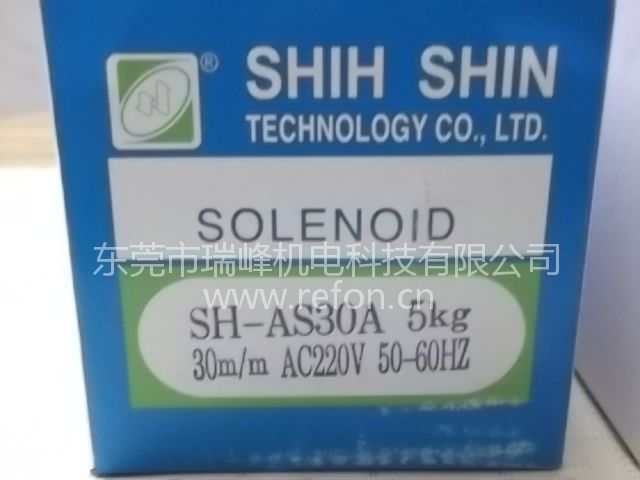 ®
SHIH SHIN
TECHNOLOGY CO., LTD.
SOLENOID
东莞市瑞峰机电科技有限公司
www.refon.cn
SH-AS30A 5kg
30m/m AC220V 50-60HZ